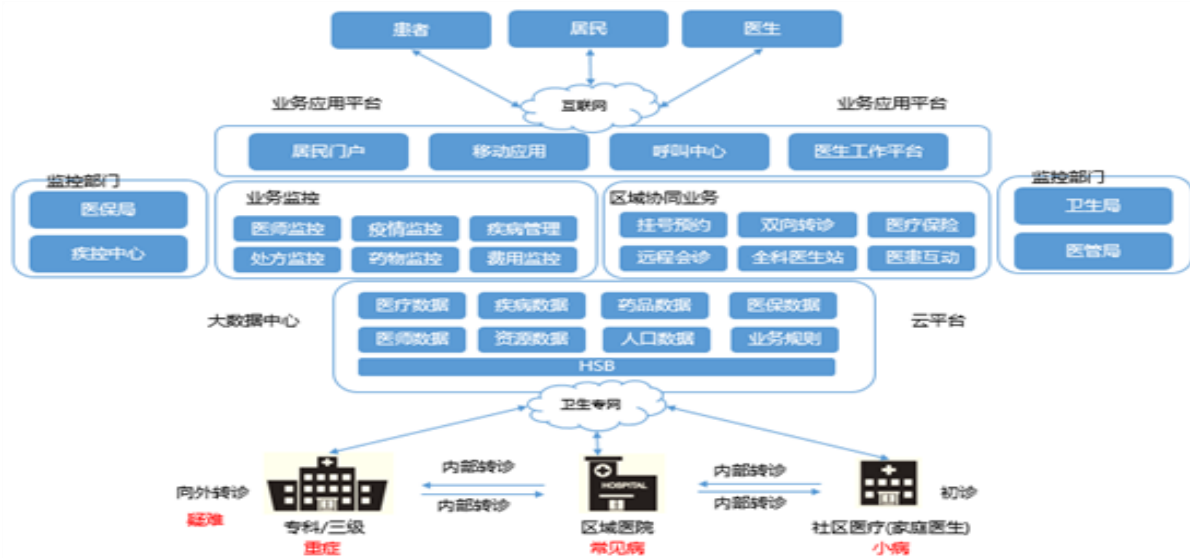 患者 居民 医生
互联网
业务应用平台 业务应用平台
居民门户 移动应用 呼叫中心 医生工作平台
监控部门 业务监控 区域协同业务 监控部门
医保局 卫生局
医师监控 疫情监控 疾病管理 挂号预约 双向转诊 医疗保险
疾控中心 医管局
处方监控 药物监控 费用监控 远程会诊 全科医生站 医患互动
医疗数据 疾病数据 药品数据 医保数据
大数据中心 云平台
医师数据 资源数据 人口数据 业务规则
HSB
卫生专网
内部转诊 内部转诊
HOSPITAL
向外转诊 初诊
内部转诊 内部转诊
疑难
专科/三级 区域医院 社区医疗(家庭医生)
重症 常见病 小病